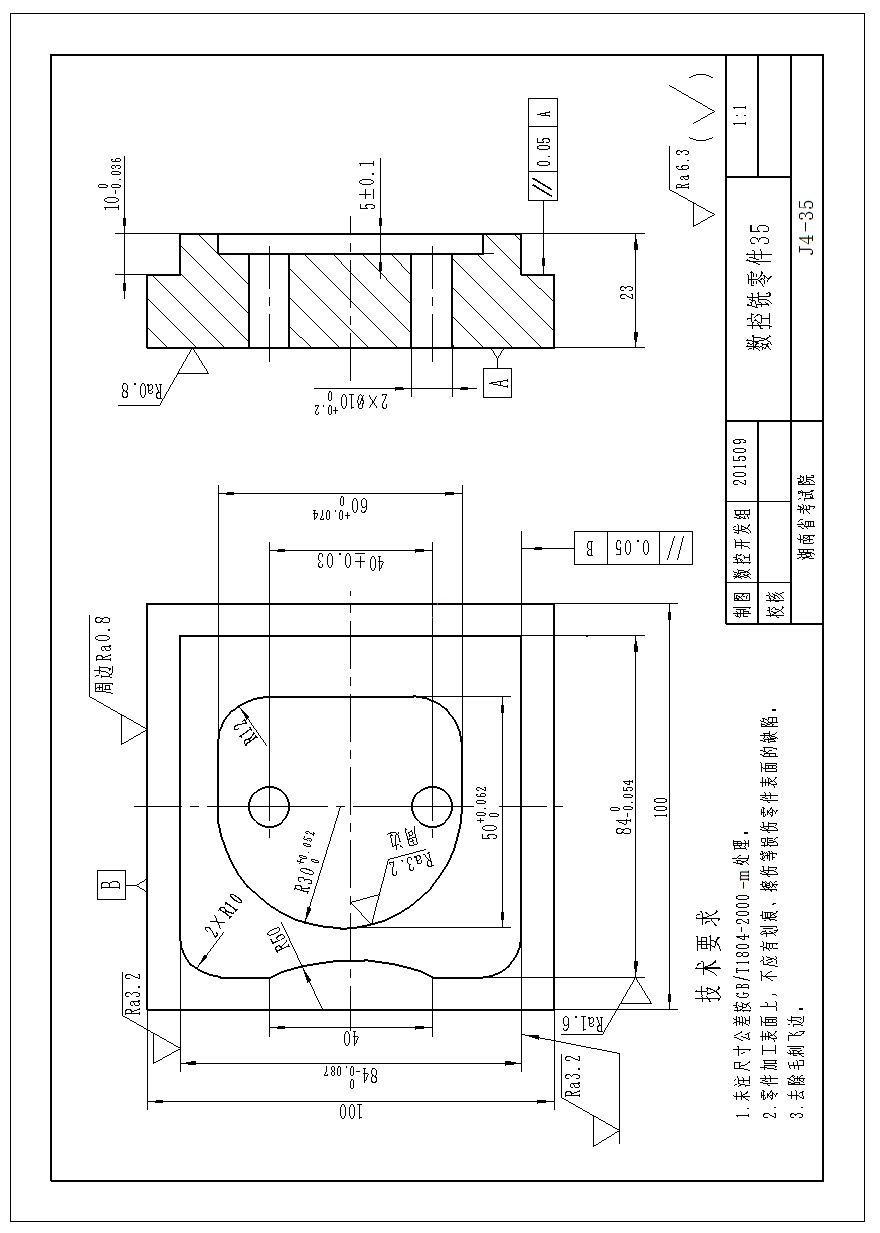 10 0 -0.036
5±0.1
// 0.05 A
Ra0.8
2×Ø10 +0.2 0
A
23
Ra6.3 ( )
60 +0.074 0
40±0.03
// 0.05 B
周边Ra0.8
B
R12
R30 +0.052 0
周边
Ra3.2
50 +0.062 0
2×R10
R50
Ra3.2
40
84 0 -0.087
100
84 0 -0.054
100
Ra1.6
Ra3.2
技术要求
1.未注尺寸公差按GB/T1804-2000-m处理。
2.零件加工表面上,不应有划痕、擦伤等损伤零件表面的缺陷。
3.去除毛刺飞边。
制图 数控开发组 201509
校核
数控铣零件35
1:1
湖南省考试院
J4-35